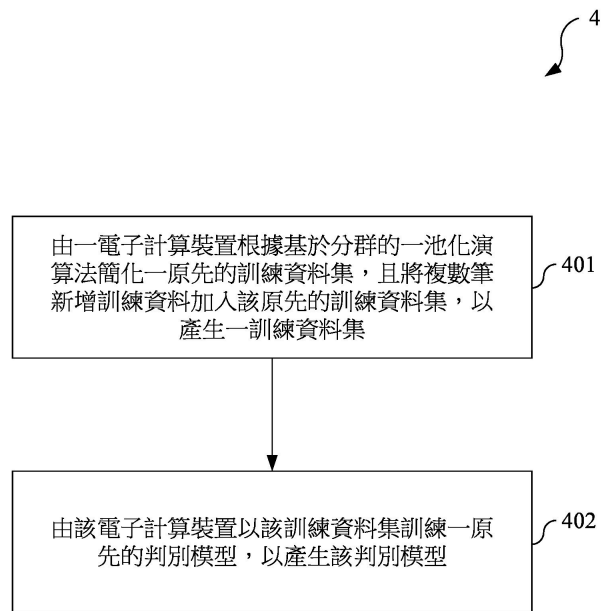 4
由一電子計算裝置根據基於分群的一池化演
算法簡化一原先的訓練資料集，且將複數筆
新增訓練資料加入該原先的訓練資料集，以
產生一訓練資料集
401
由該電子計算裝置以該訓練資料集訓練一原
先的判別模型，以產生該判別模型
402